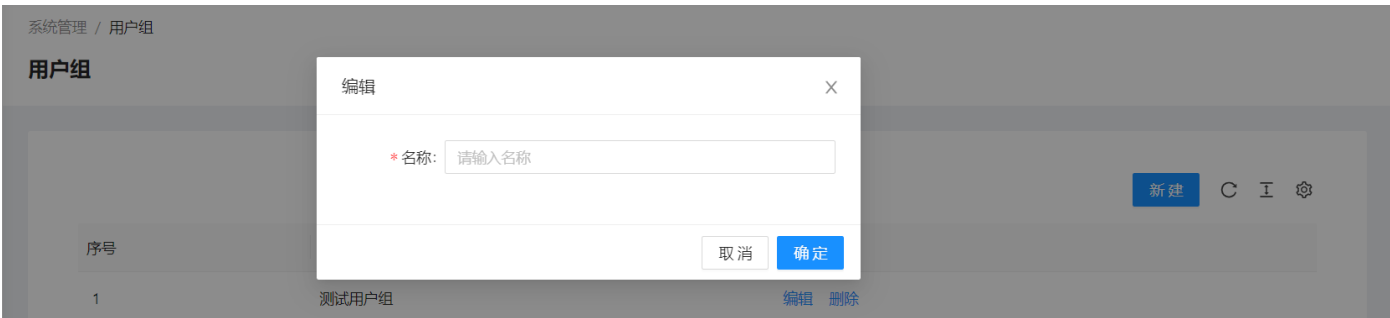 系统管理 / 用户组
用户组
编辑
*名称: 请输入名称
新建
取消 确定
序号
1 测试用户组 编辑 删除